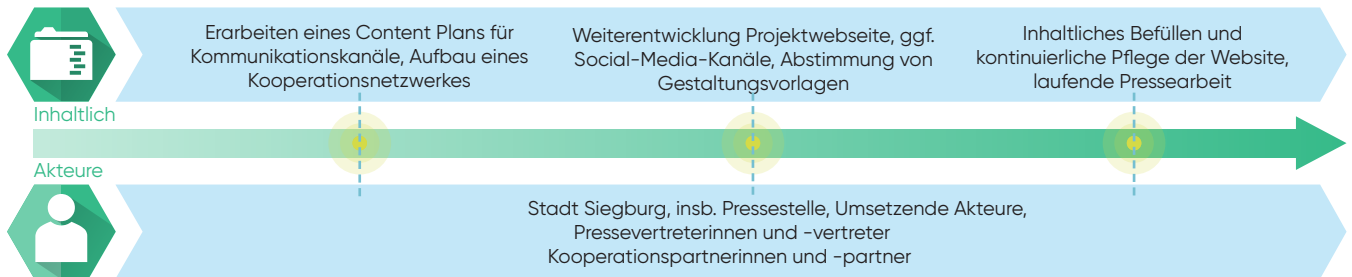 Erarbeiten eines Content Plans für
Kommunikationskanäle, Aufbau eines
Kooperationsnetzwerkes
Weiterentwicklung Projektwebseite, ggf.
Social-Media-Kanäle, Abstimmung von
Gestaltungsvorlagen
Inhaltliches Befüllen und
kontinuierliche Pflege der Website,
laufende Pressearbeit
Inhaltlich
Akteure
Stadt Siegburg, insb. Pressestelle, Umsetzende Akteure,
Pressevertreterinnen und -vertreter
Kooperationspartnerinnen und -partner